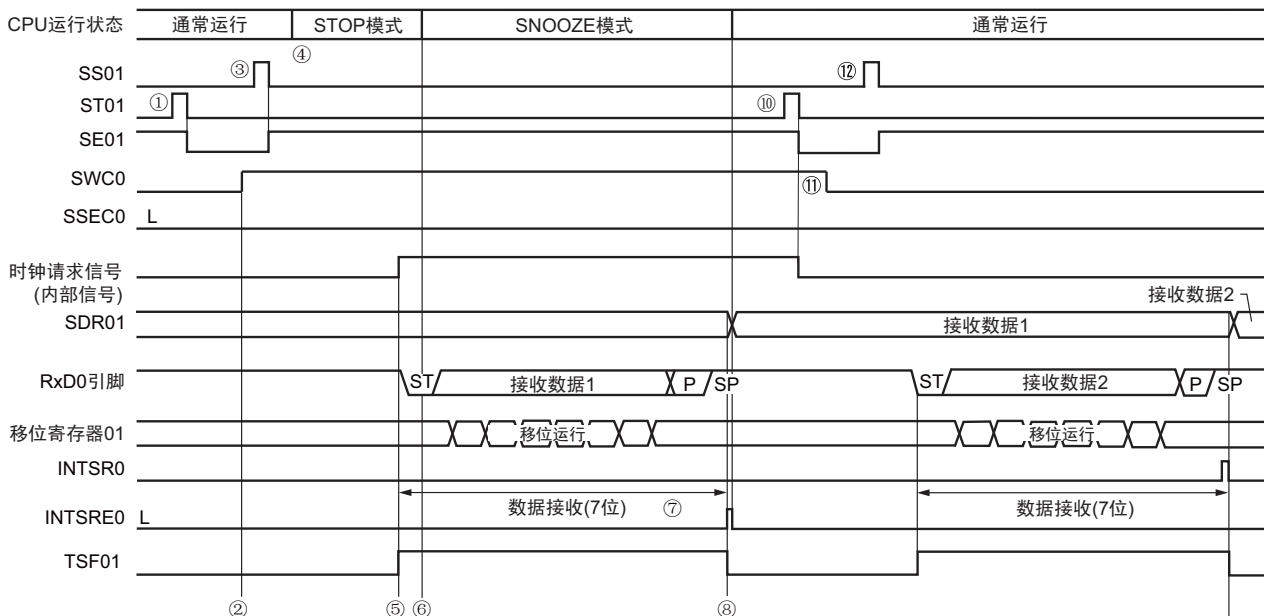 CPU运行状态 通常运行 STOP模式 SNOOZE模式 通常运行
④
SS01 ③ ⑫
ST01 ① ⑩
SE01
SWC0 ⑪
SSEC0 L
时钟请求信号
(内部信号)
接收数据2
SDR01 接收数据1
RxD0引脚 ST 接收数据1 P SP ST 接收数据2 P SP
移位寄存器01 移位运行 移位运行
INTSR0
数据接收(7位) ⑦ 数据接收(7位)
INTSRE0 L
TSF01
② ⑤ ⑥ ⑧